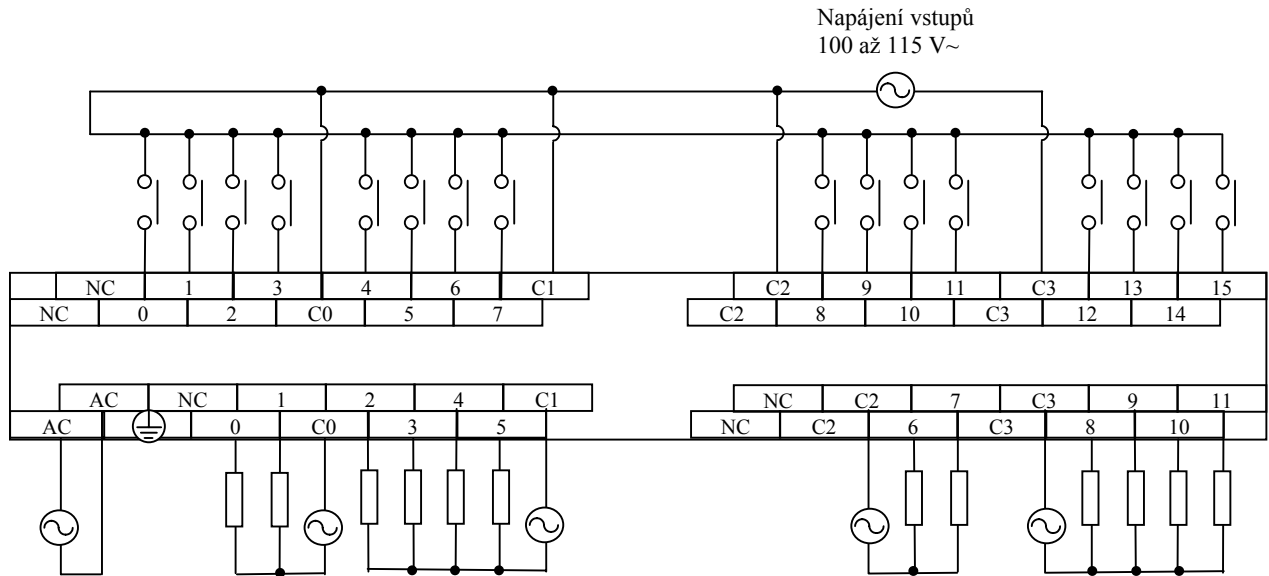 Napájení vstupů
100 až 115 V~
NC 1 3 4 6 C1
NC 0 2 C0 5 7
C2 9 11 C3 13 15
C2 8 10 C3 12 14
AC NC 1 2 4 C1
AC 0 C0 3 5
NC C2 7 C3 9 11
NC C2 6 C3 8 10